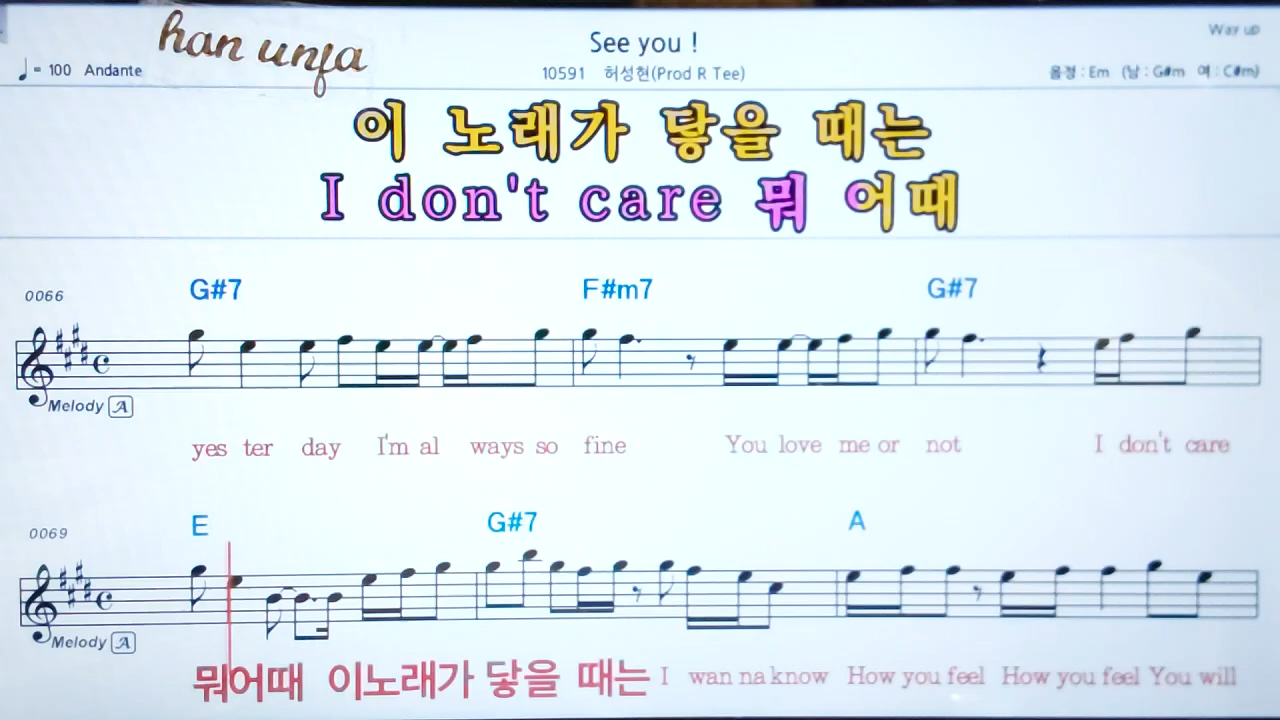 han unfa
See you !
Way up
♩= 100 Andante
10591 허성현(Prod R Tee)
음정 : Em (남 : G#m 여 : C#m)
이 노래가 닿을 때는
I don't care 뭐 어때
0066
G#7 F#m7 G#7
Melody A
yes ter day I'm al ways so fine You love me or not I don't care
0069
E G#7 A
Melody A
뭐어때 이노래가 닿을 때는 I wan na know How you feel How you feel You will